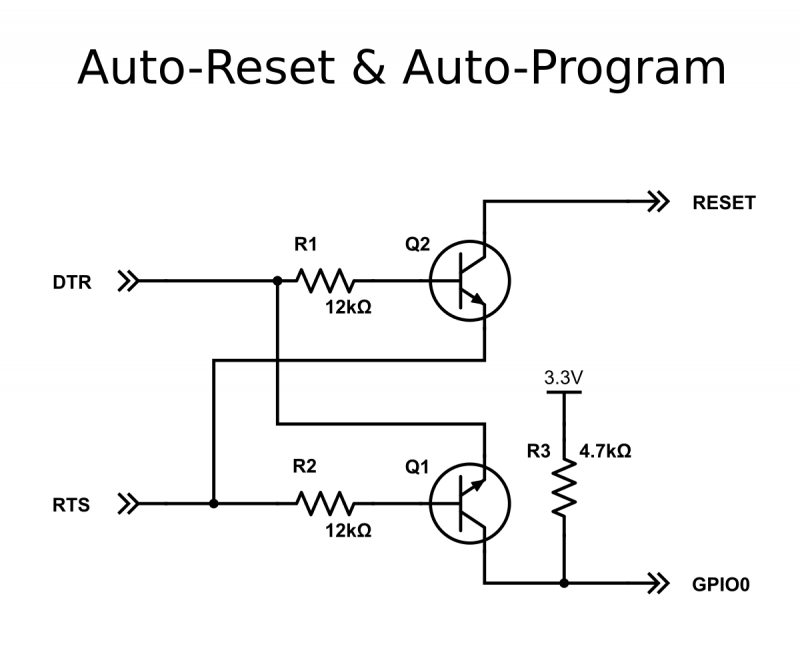 Auto-Reset & Auto-Program
RESET
R1
Q2
DTR
12kΩ
3.3V
R3
4.7kΩ
R2
Q1
RTS
12kΩ
GPIO0